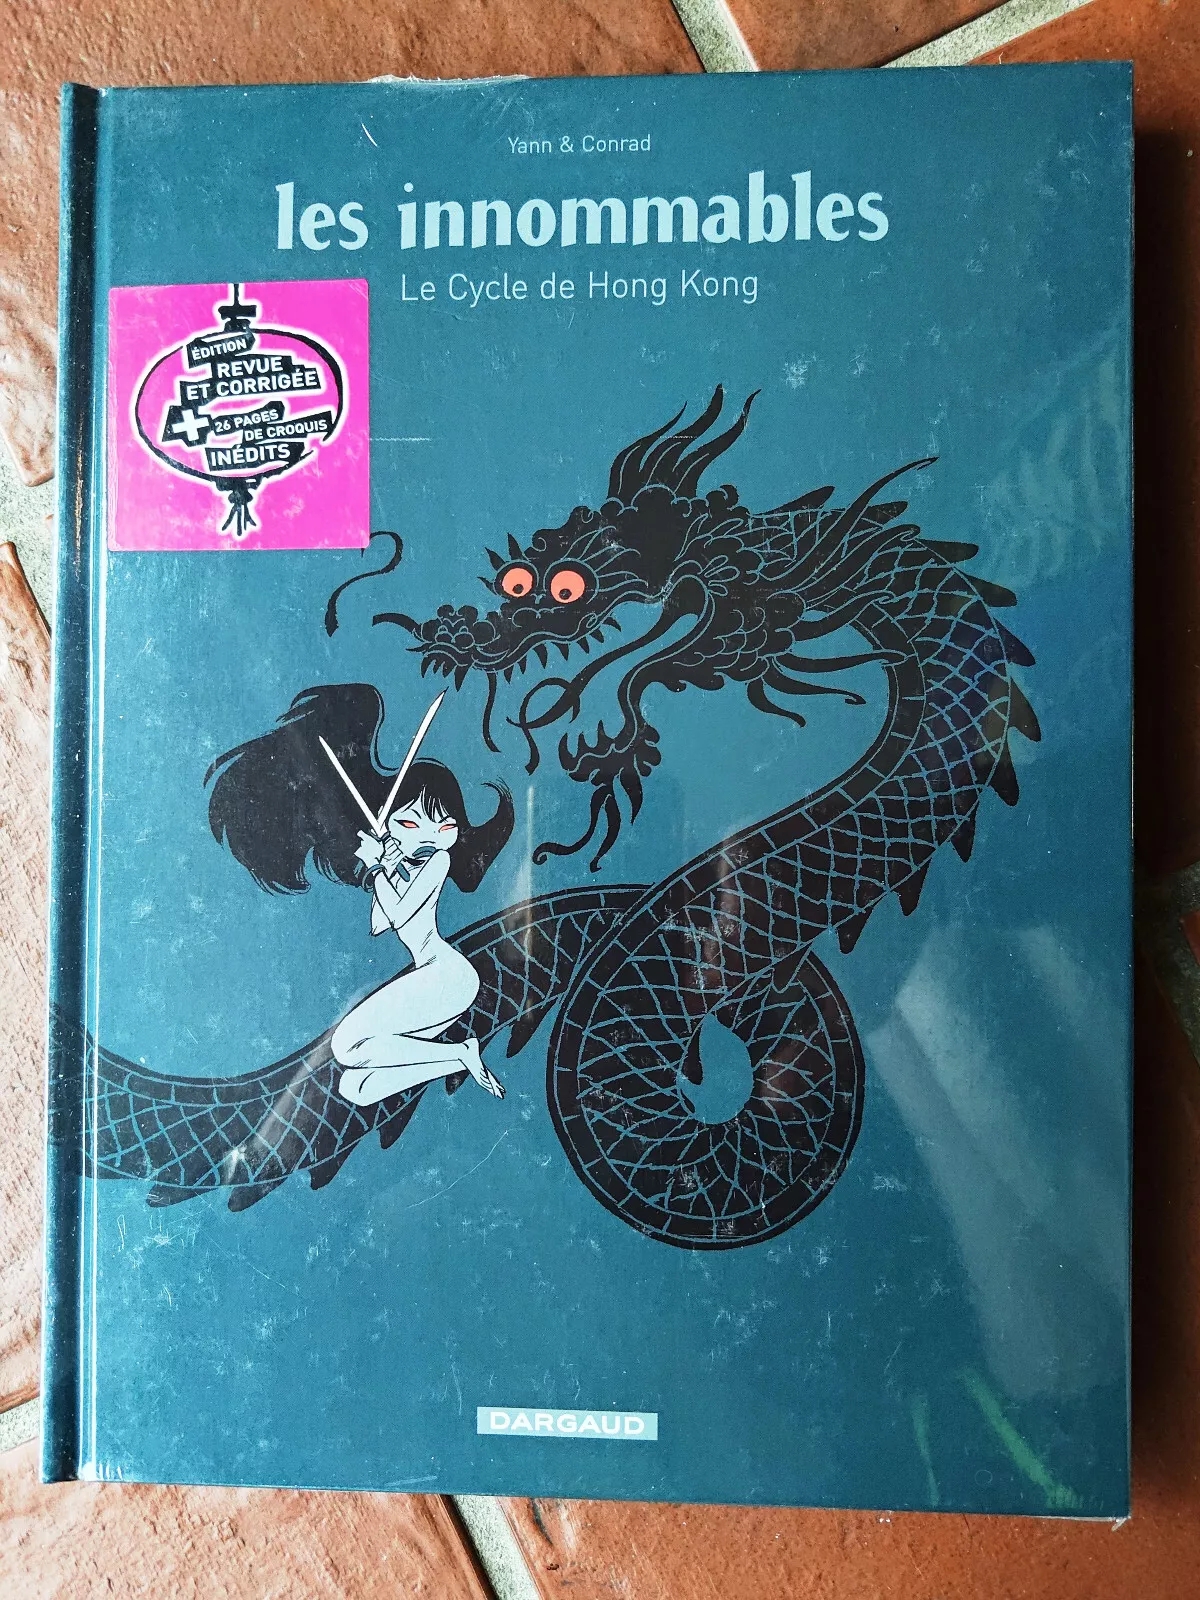 Yann & Conrad
les innommables
Le Cycle de Hong Kong
ÉDITION
REVUE
ET CORRIGÉE
+ 26 PAGES
DE CROQUIS
INÉDITS
DARGAUD